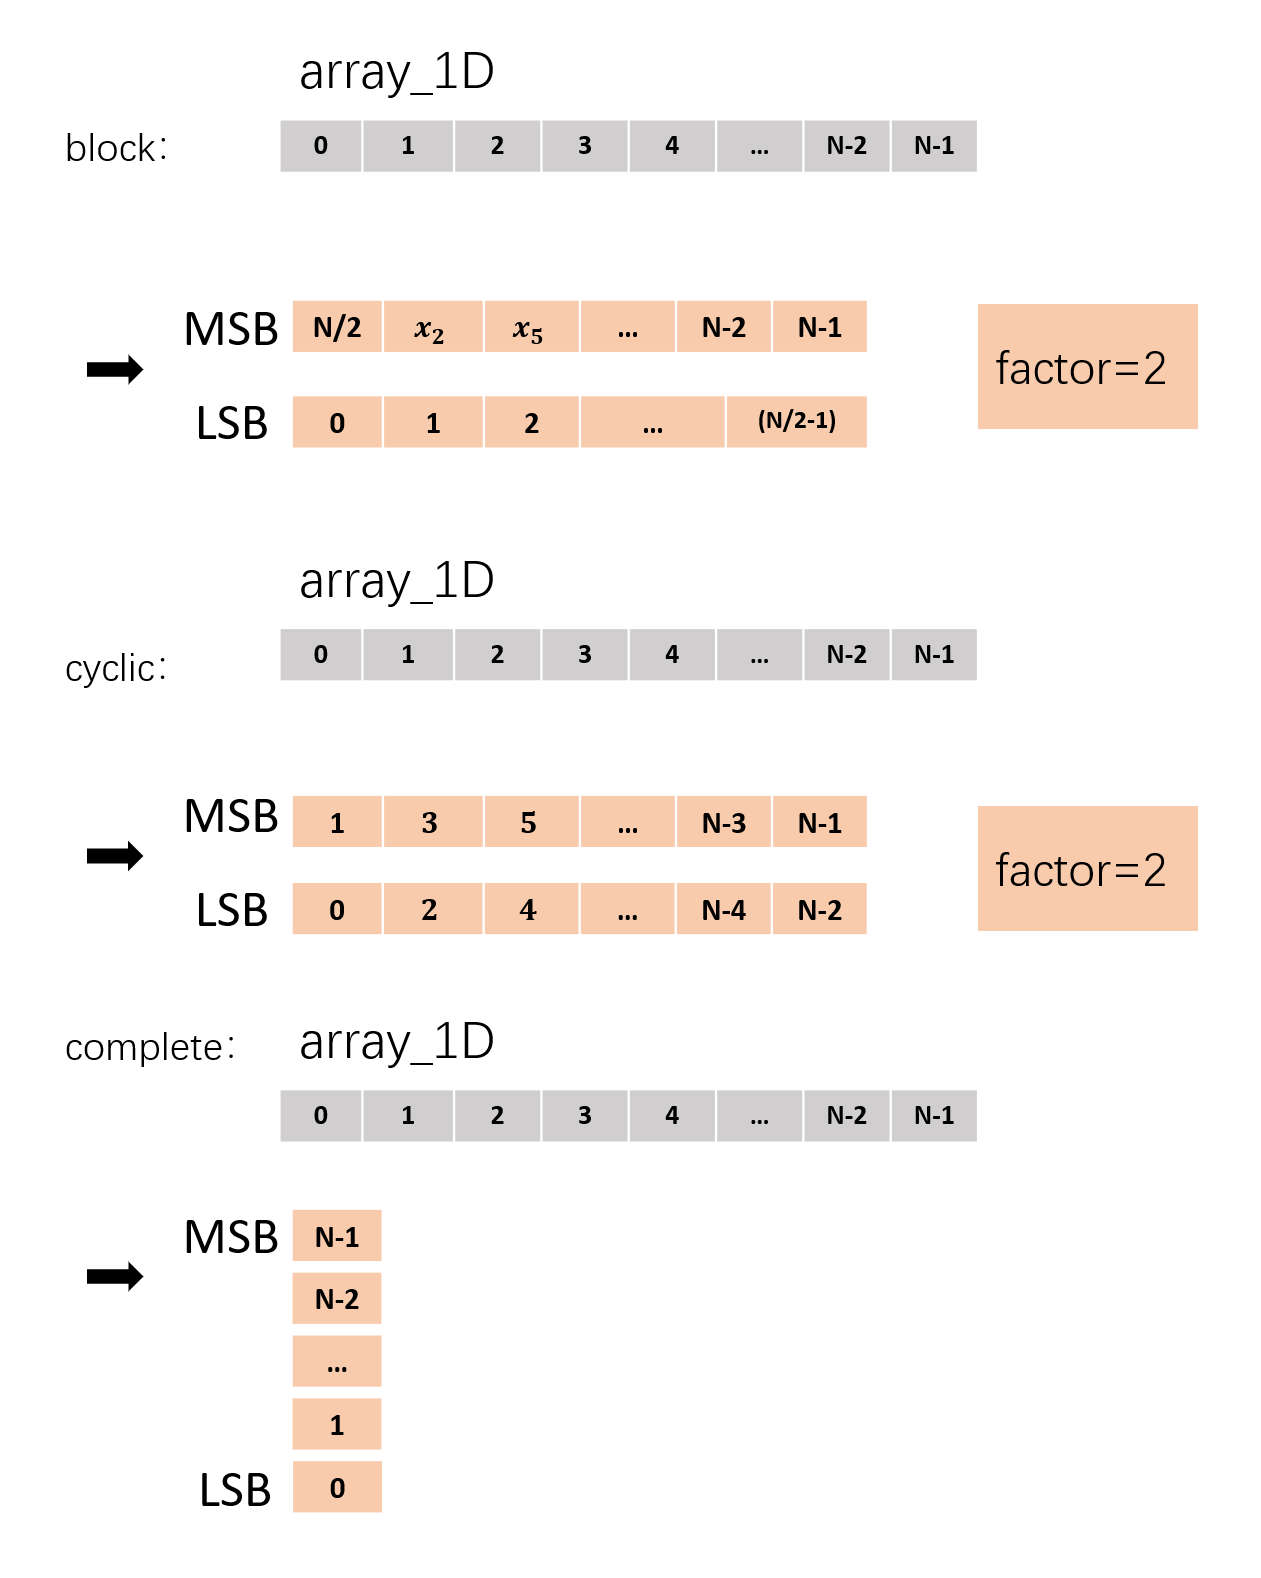 array_1D
block:
0 1 2 3 4 ... N-2 N-1
MSB N/2 x₂ x₅ ... N-2 N-1
factor=2
LSB 0 1 2 ... (N/2-1)
array_1D
cyclic:
0 1 2 3 4 ... N-2 N-1
MSB 1 3 5 ... N-3 N-1
factor=2
LSB 0 2 4 ... N-4 N-2
complete: array_1D
0 1 2 3 4 ... N-2 N-1
MSB N-1
N-2
...
1
LSB 0